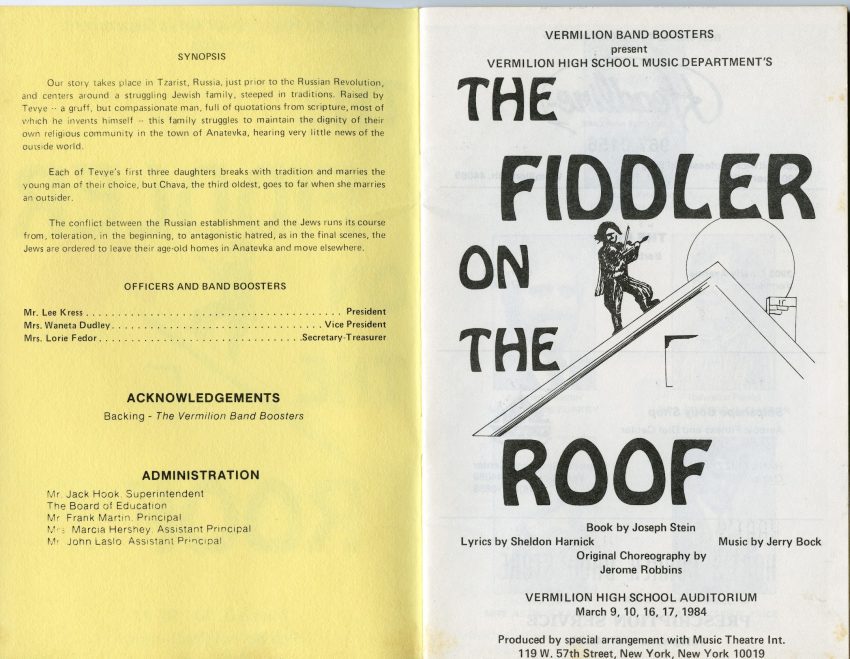 SYNOPSIS
Our story takes place in Tzarist, Russia, just prior to the Russian Revolution,
and centers around a struggling Jewish family, steeped in traditions. Raised by
Tevye -- a gruff, but compassionate man, full of quotations from scripture, most of
which he invents himself -- this family struggles to maintain the dignity of their
own religious community in the town of Anatevka, hearing very little news of the
outside world.
Each of Tevye's first three daughters breaks with tradition and marries the
young man of their choice, but Chava, the third oldest, goes to far when she marries
an outsider.
The conflict between the Russian establishment and the Jews runs its course
from, toleration, in the beginning, to antagonistic hatred, as in the final scenes, the
Jews are ordered to leave their age-old homes in Anatevka and move elsewhere.
OFFICERS AND BAND BOOSTERS
Mr. Lee Kress . . . . . . . . . . . . . . . . . . . . . . . . . . . . . . . . . . . . . . . President
Mrs. Waneta Dudley . . . . . . . . . . . . . . . . . . . . . . . . . . . . . . . . Vice President
Mrs. Lorie Fedor . . . . . . . . . . . . . . . . . . . . . . . . . . . . . . Secretary-Treasurer
ACKNOWLEDGEMENTS
Backing - The Vermilion Band Boosters
ADMINISTRATION
Mr. Jack Hook, Superintendent
The Board of Education
Mr. Frank Martin, Principal
Mrs. Marcia Hershey, Assistant Principal
Mr. John Laslo, Assistant Principal
VERMILION BAND BOOSTERS
present
VERMILION HIGH SCHOOL MUSIC DEPARTMENT'S
THE
FIDDLER
ON
THE
ROOF
Book by Joseph Stein
Lyrics by Sheldon Harnick Music by Jerry Bock
Original Choreography by
Jerome Robbins
VERMILION HIGH SCHOOL AUDITORIUM
March 9, 10, 16, 17, 1984
Produced by special arrangement with Music Theatre Int.
119 W. 57th Street, New York, New York 10019